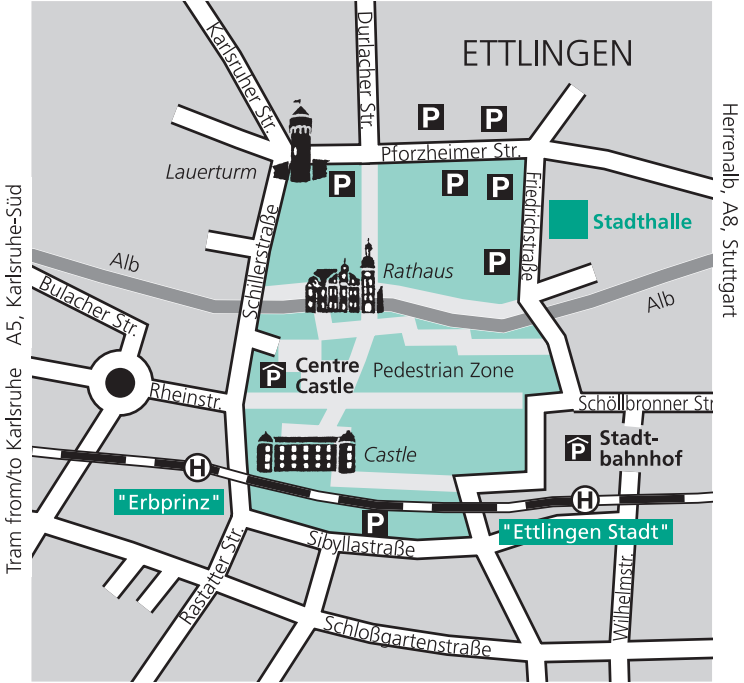 ETTLINGEN
Karlsruher Str.
Durlacher Str.
P
P
Pforzheimer Str.
Lauerturm
P
P
P
Friedrichstraße
Stadthalle
Herrenalb, A8, Stuttgart
Tram from/to Karlsruhe A5, Karlsruhe-Süd
Schillerstraße
Alb
Rathaus
P
Alb
Bulacher Str.
P
Centre
Castle
Pedestrian Zone
Rheinstr.
Schöllbronner Str
P
Stadt-
bahnhof
Castle
H
"Erbprinz"
H
"Ettlingen Stadt"
P
Sibyllastraße
Rastatter Str.
Wilhelmstr.
Schloßgartenstraße